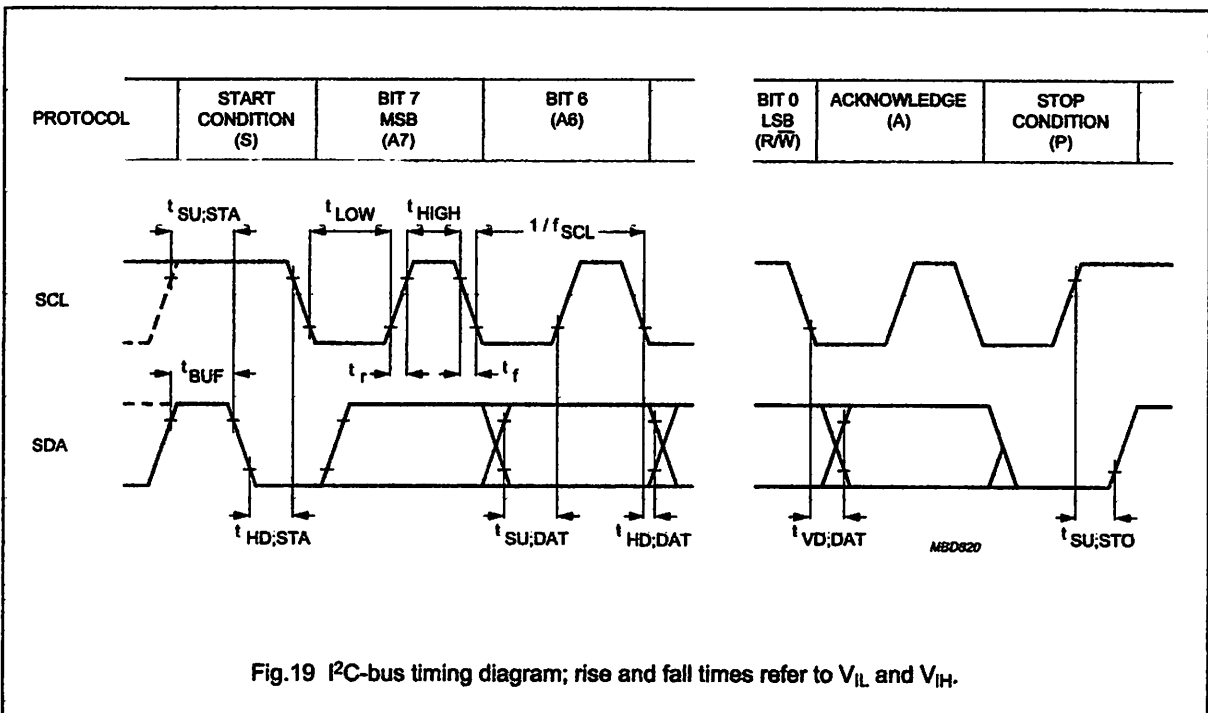 PROTOCOL
START CONDITION (S)
BIT 7 MSB (A7)
BIT 6 (A6)
BIT 0 LSB (R/W̅)
ACKNOWLEDGE (A)
STOP CONDITION (P)
t SU;STA
t LOW
t HIGH
1 / f SCL
SCL
t BUF
t r
t f
SDA
t HD;STA
t SU;DAT
t HD;DAT
t VD;DAT
MBD820
t SU;STO
Fig.19 I²C-bus timing diagram; rise and fall times refer to V_IL and V_IH.